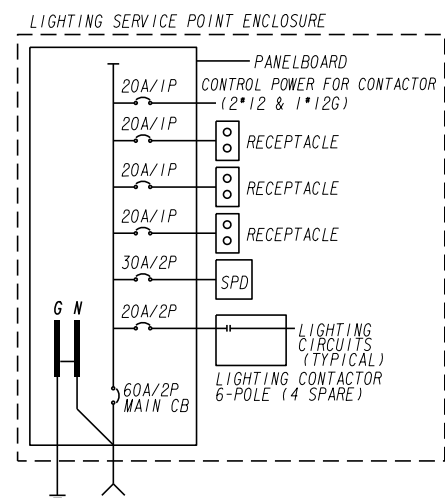 LIGHTING SERVICE POINT ENCLOSURE
PANELBOARD
20A/1P
CONTROL POWER FOR CONTACTOR
(2#12 & 1#12G)
20A/1P
RECEPTACLE
20A/1P
RECEPTACLE
20A/1P
RECEPTACLE
30A/2P
SPD
20A/2P
G N
LIGHTING
CIRCUITS
(TYPICAL)
LIGHTING CONTACTOR
6-POLE (4 SPARE)
60A/2P
MAIN CB